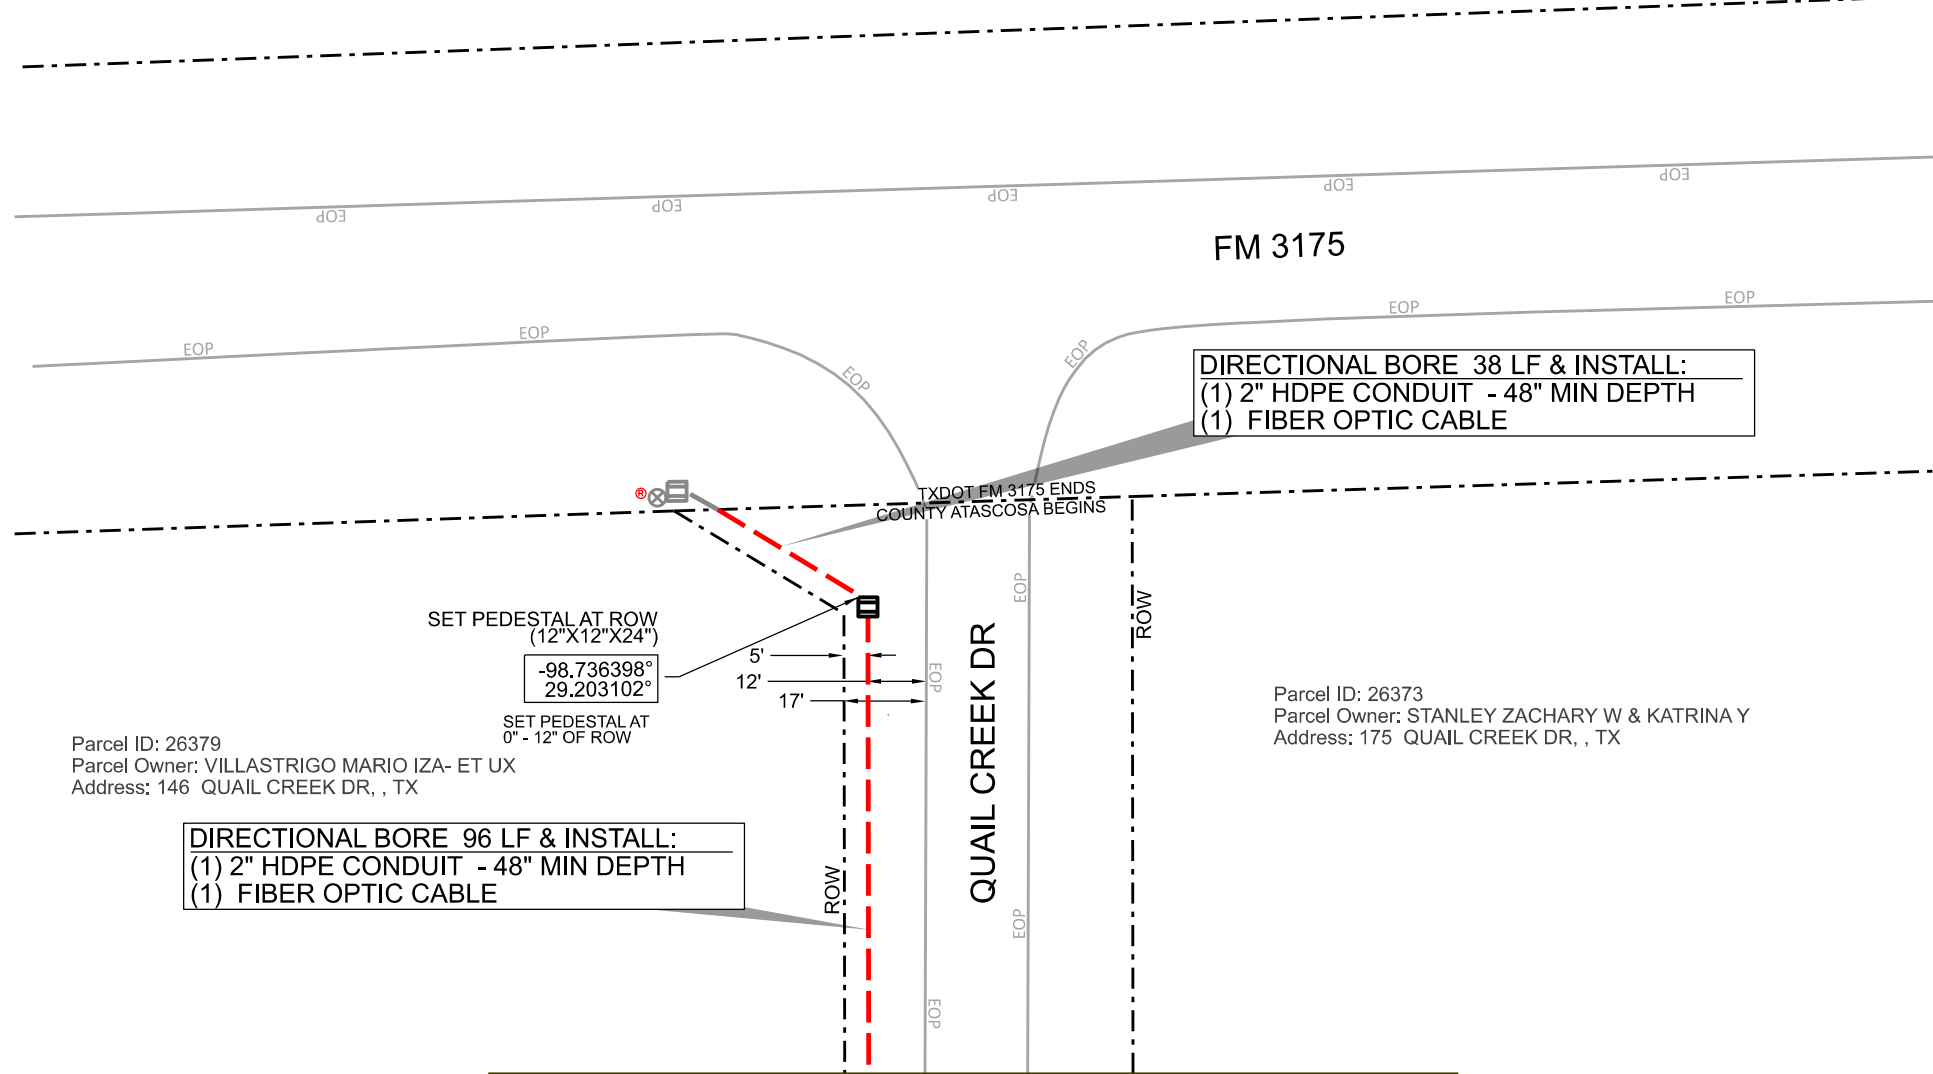 EOP
EOP
EOP
EOP
EOP
FM 3175
EOP
EOP
EOP
EOP
EOP
EOP
DIRECTIONAL BORE 38 LF & INSTALL:
(1) 2" HDPE CONDUIT - 48" MIN DEPTH
(1) FIBER OPTIC CABLE
®
TXDOT FM 3175 ENDS
COUNTY ATASCOSA BEGINS
EOP
ROW
SET PEDESTAL AT ROW
(12"X12"X24")
-98.736398°
29.203102°
SET PEDESTAL AT
0" - 12" OF ROW
5'
12'
17'
EOP
QUAIL CREEK DR
Parcel ID: 26373
Parcel Owner: STANLEY ZACHARY W & KATRINA Y
Address: 175 QUAIL CREEK DR, , TX
Parcel ID: 26379
Parcel Owner: VILLASTRIGO MARIO IZA- ET UX
Address: 146 QUAIL CREEK DR, , TX
DIRECTIONAL BORE 96 LF & INSTALL:
(1) 2" HDPE CONDUIT - 48" MIN DEPTH
(1) FIBER OPTIC CABLE
ROW
EOP
EOP